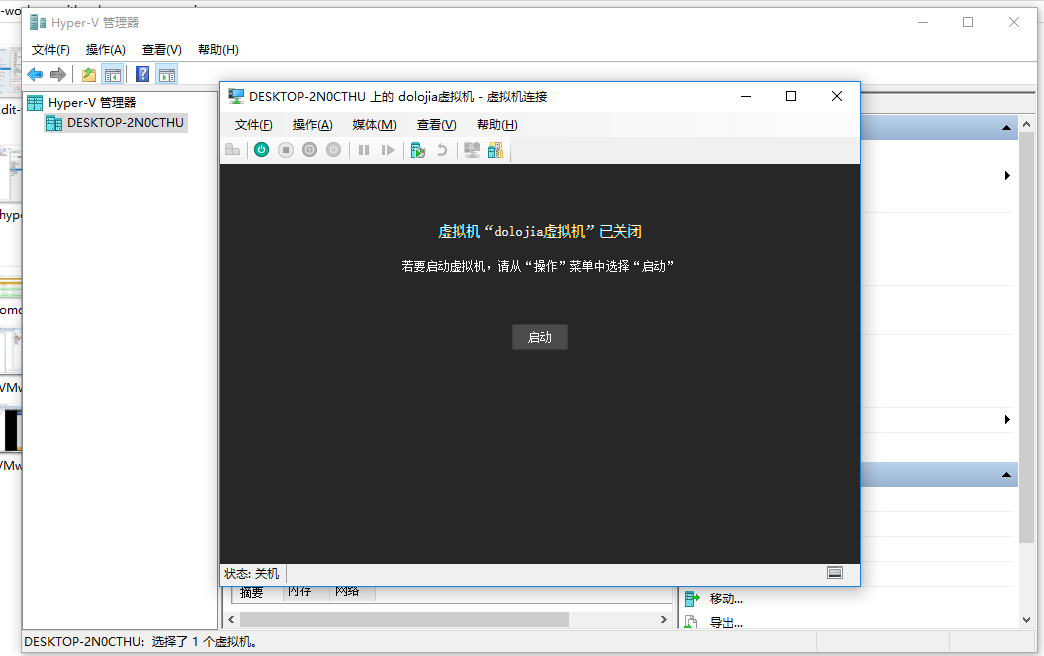 Hyper-V 管理器
文件(F) 操作(A) 查看(V) 帮助(H)
Hyper-V 管理器
DESKTOP-2N0CTHU
DESKTOP-2N0CTHU 上的 dolojia虚拟机 - 虚拟机连接
文件(F) 操作(A) 媒体(M) 查看(V) 帮助(H)
虚拟机“dolojia虚拟机”已关闭
若要启动虚拟机，请从“操作”菜单中选择“启动”
启动
状态: 关机
摘要 内存 网络
移动...
导出...
DESKTOP-2N0CTHU: 选择了 1 个虚拟机。